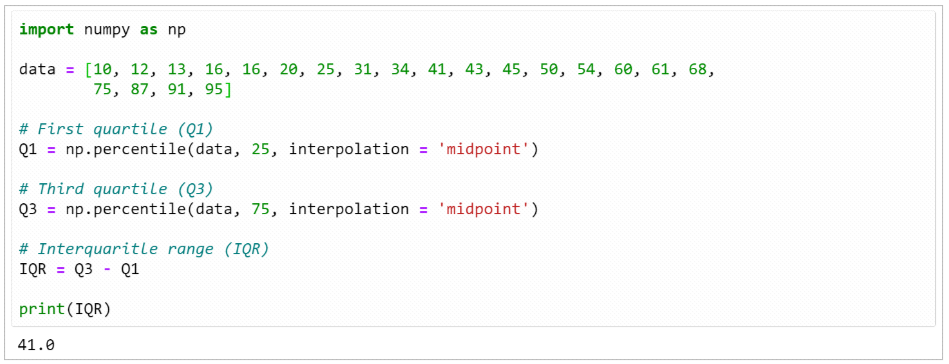 import numpy as np
data = [10, 12, 13, 16, 16, 20, 25, 31, 34, 41, 43, 45, 50, 54, 60, 61, 68,
75, 87, 91, 95]
# First quartile (Q1)
Q1 = np.percentile(data, 25, interpolation = 'midpoint')
# Third quartile (Q3)
Q3 = np.percentile(data, 75, interpolation = 'midpoint')
# Interquaritle range (IQR)
IQR = Q3 - Q1
print(IQR)
41.0